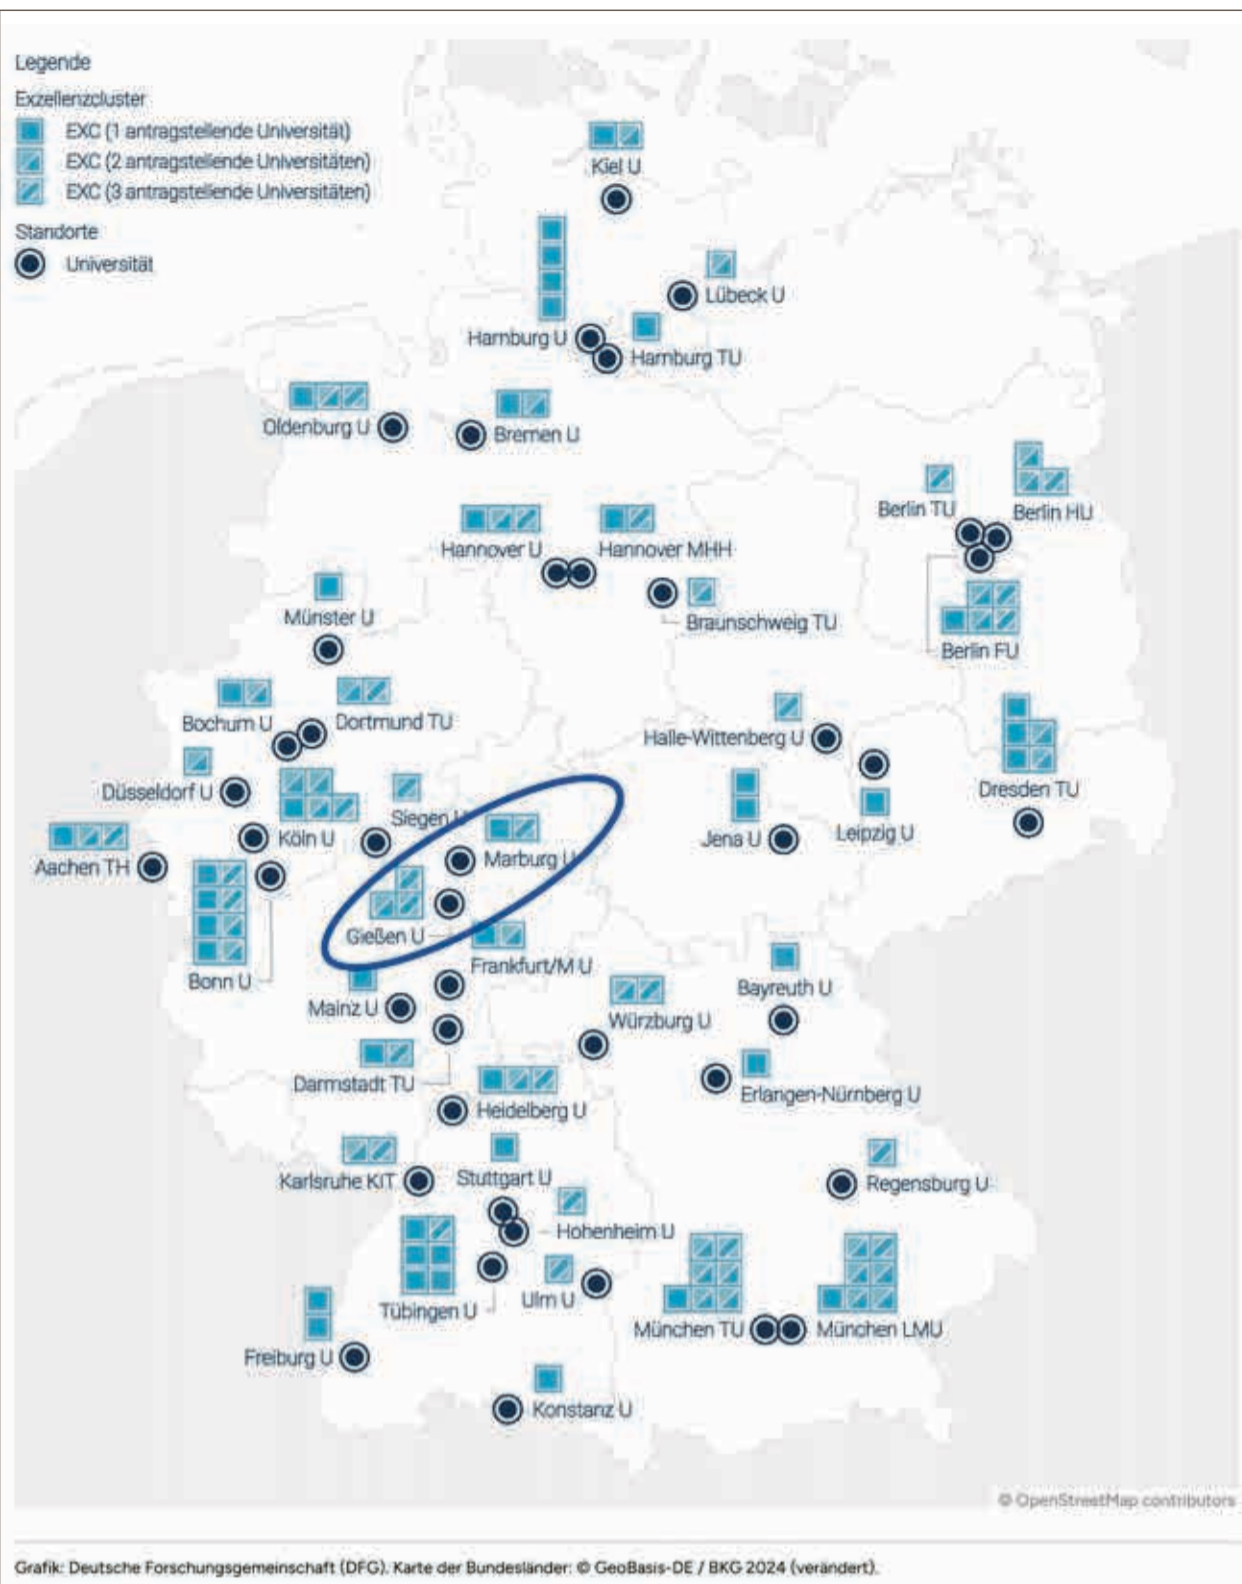 Legende
Exzellenzcluster
EXC (1 antragstellende Universität)
EXC (2 antragstellende Universitäten)
EXC (3 antragstellende Universitäten)
Standorte
Universität
Kiel U
Lübeck U
Hamburg U
Hamburg TU
Oldenburg U
Bremen U
Berlin TU
Berlin HU
Hannover U
Hannover MHH
Münster U
Braunschweig TU
Berlin FU
Bochum U
Dortmund TU
Halle-Wittenberg U
Düsseldorf U
Dresden TU
Siegen U
Köln U
Jena U
Leipzig U
Aachen TH
Marburg U
Gießen U
Bonn U
Frankfurt/M U
Mainz U
Bayreuth U
Würzburg U
Darmstadt TU
Erlangen-Nürnberg U
Heidelberg U
Karlsruhe KIT
Stuttgart U
Regensburg U
Hohenheim U
Tübingen U
Ulm U
München TU
München LMU
Freiburg U
Konstanz U
© OpenStreetMap contributors
Grafik: Deutsche Forschungsgemeinschaft (DFG). Karte der Bundesländer: © GeoBasis-DE / BKG 2024 (verändert).